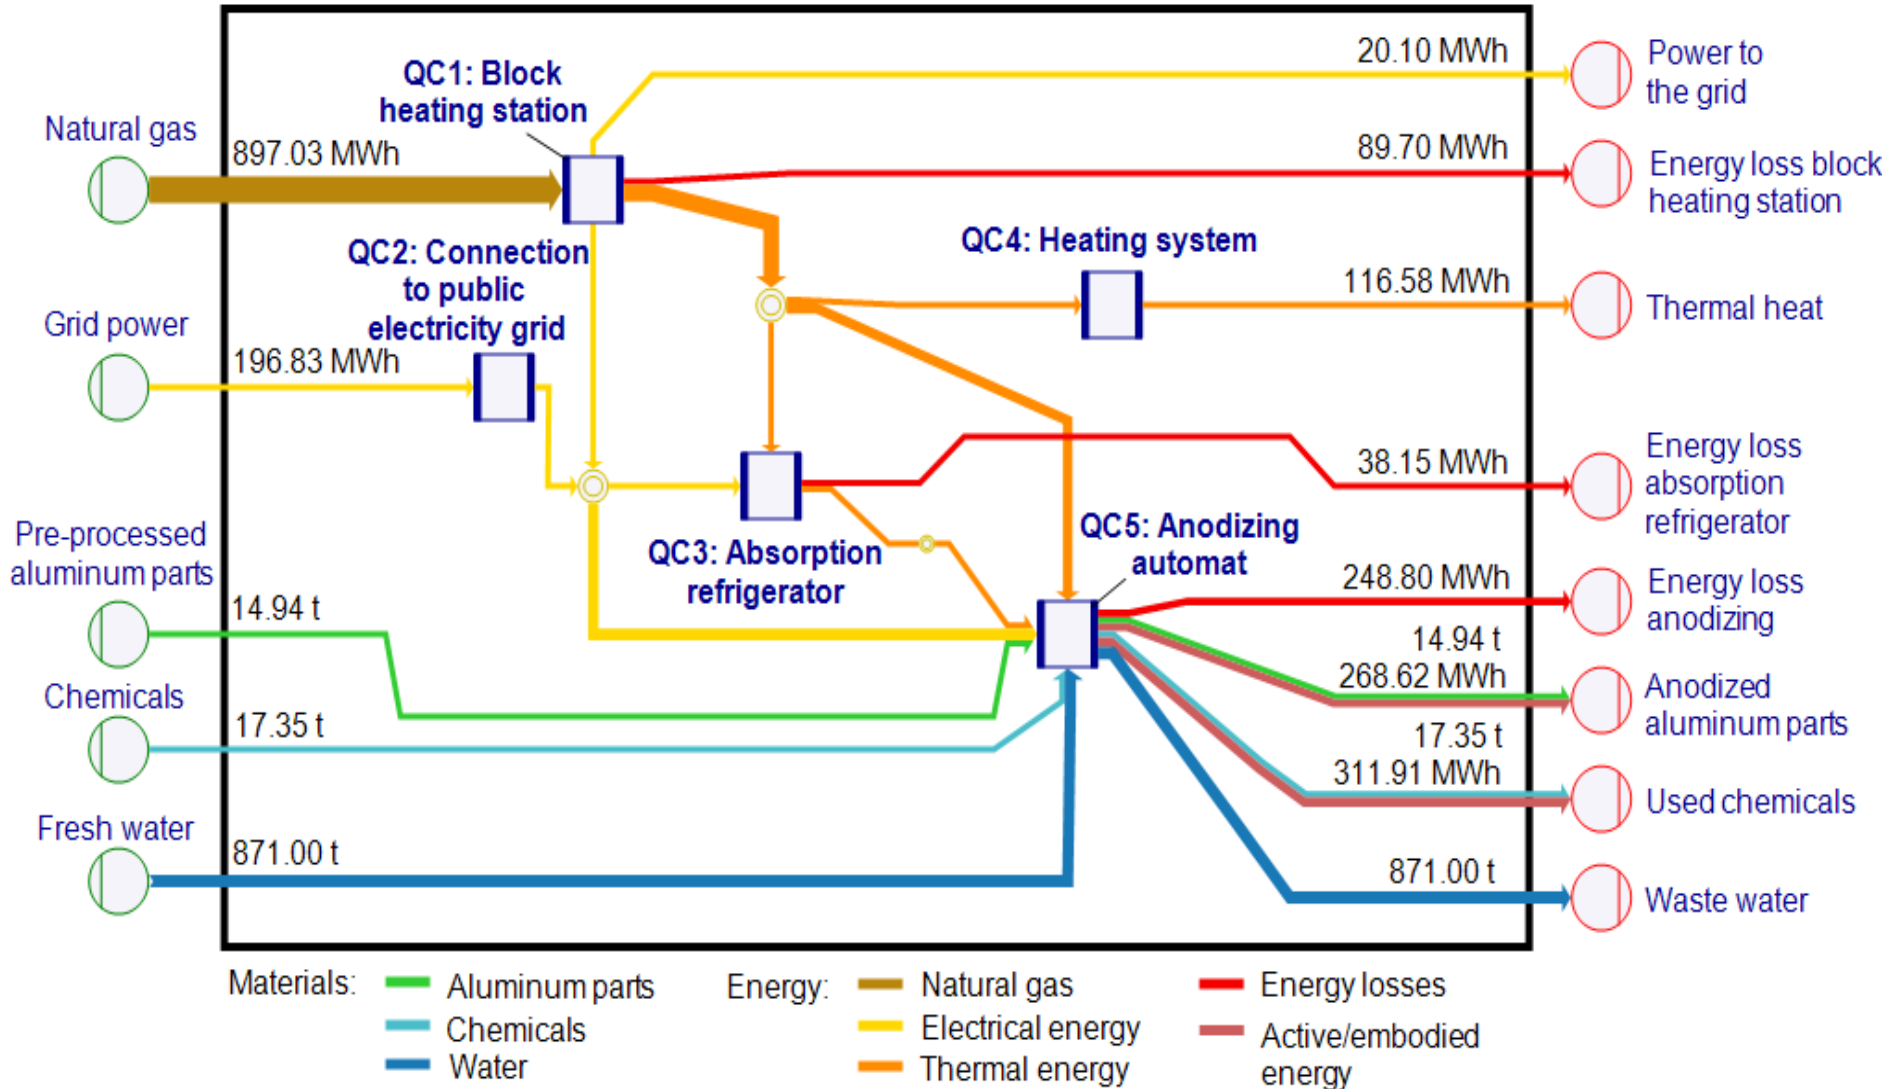 Natural gas
897.03 MWh
Grid power
196.83 MWh
Pre-processed
aluminum parts
14.94 t
Chemicals
17.35 t
Fresh water
871.00 t
QC1: Block
heating station
QC2: Connection
to public
electricity grid
QC3: Absorption
refrigerator
QC4: Heating system
QC5: Anodizing
automat
20.10 MWh
Power to
the grid
89.70 MWh
Energy loss block
heating station
116.58 MWh
Thermal heat
38.15 MWh
Energy loss
absorption
refrigerator
248.80 MWh
Energy loss
anodizing
14.94 t
268.62 MWh
Anodized
aluminum parts
17.35 t
311.91 MWh
Used chemicals
871.00 t
Waste water
Materials:
Aluminum parts
Chemicals
Water
Energy:
Natural gas
Electrical energy
Thermal energy
Energy losses
Active/embodied
energy